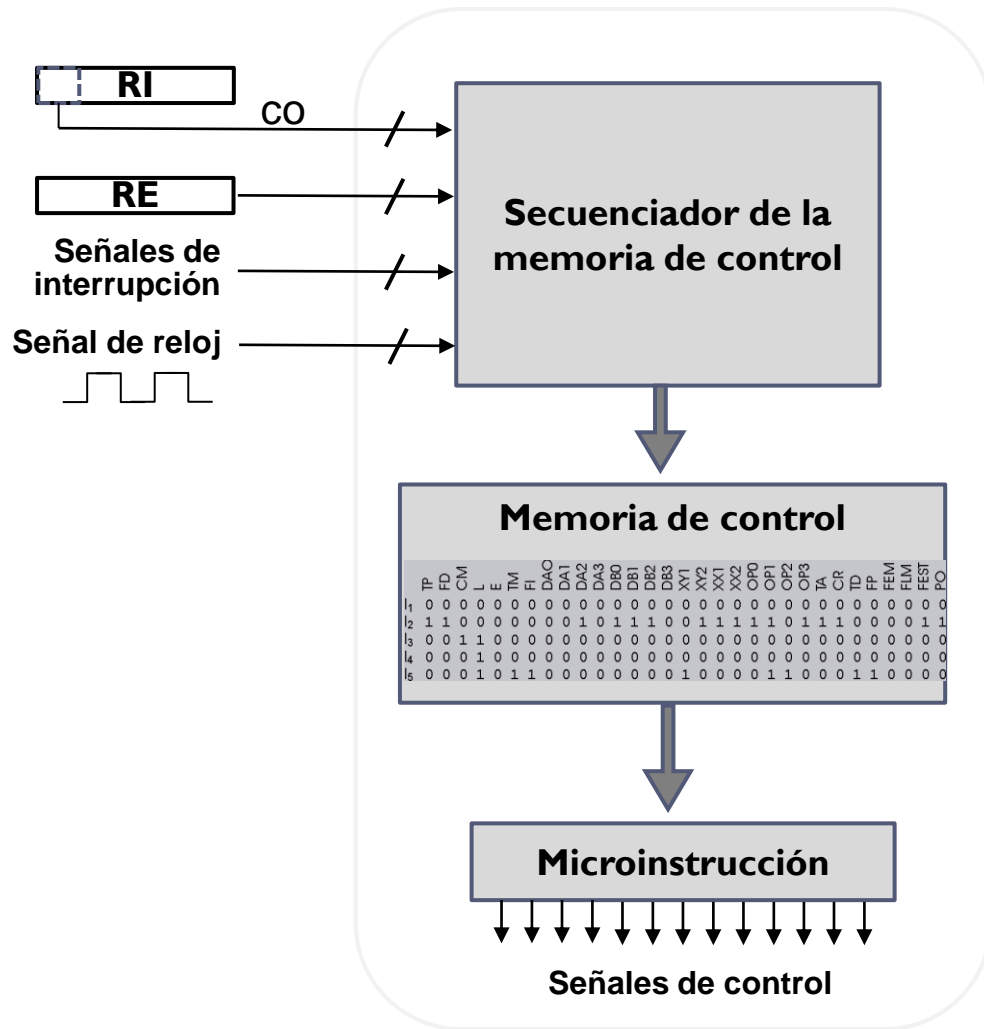 RI
CO
RE
Señales de
interrupción
Señal de reloj
Secuenciador de la
memoria de control
Memoria de control
TP FD CM L E TM FI DAO DA1 DA2 DA3 DB0 DB1 DB2 DB3 XY1 XY2 XX1 XX2 OP0 OP1 OP2 OP3 TA CR TD FP FEM FLM FEST PO
I1 0 0 0 0 0 0 0 0 0 0 0 0 0 0 0 0 0 0 0 0 0 0 0 0 0 0 0 0 0 0 0
I2 1 1 0 0 0 0 0 0 0 1 0 1 1 1 0 0 1 1 1 1 1 0 1 1 1 0 0 0 0 1 1
I3 0 0 1 1 0 0 0 0 0 0 0 0 0 0 0 0 0 0 0 0 0 0 0 0 0 0 0 0 0 0 0
I4 0 0 0 1 0 0 0 0 0 0 0 0 0 0 0 0 0 0 0 0 0 0 0 0 0 0 0 0 0 0 0
I5 0 0 0 1 0 1 1 0 0 0 0 0 0 0 0 1 0 0 0 0 1 1 0 0 0 1 1 0 0 0 0
Microinstrucción
Señales de control